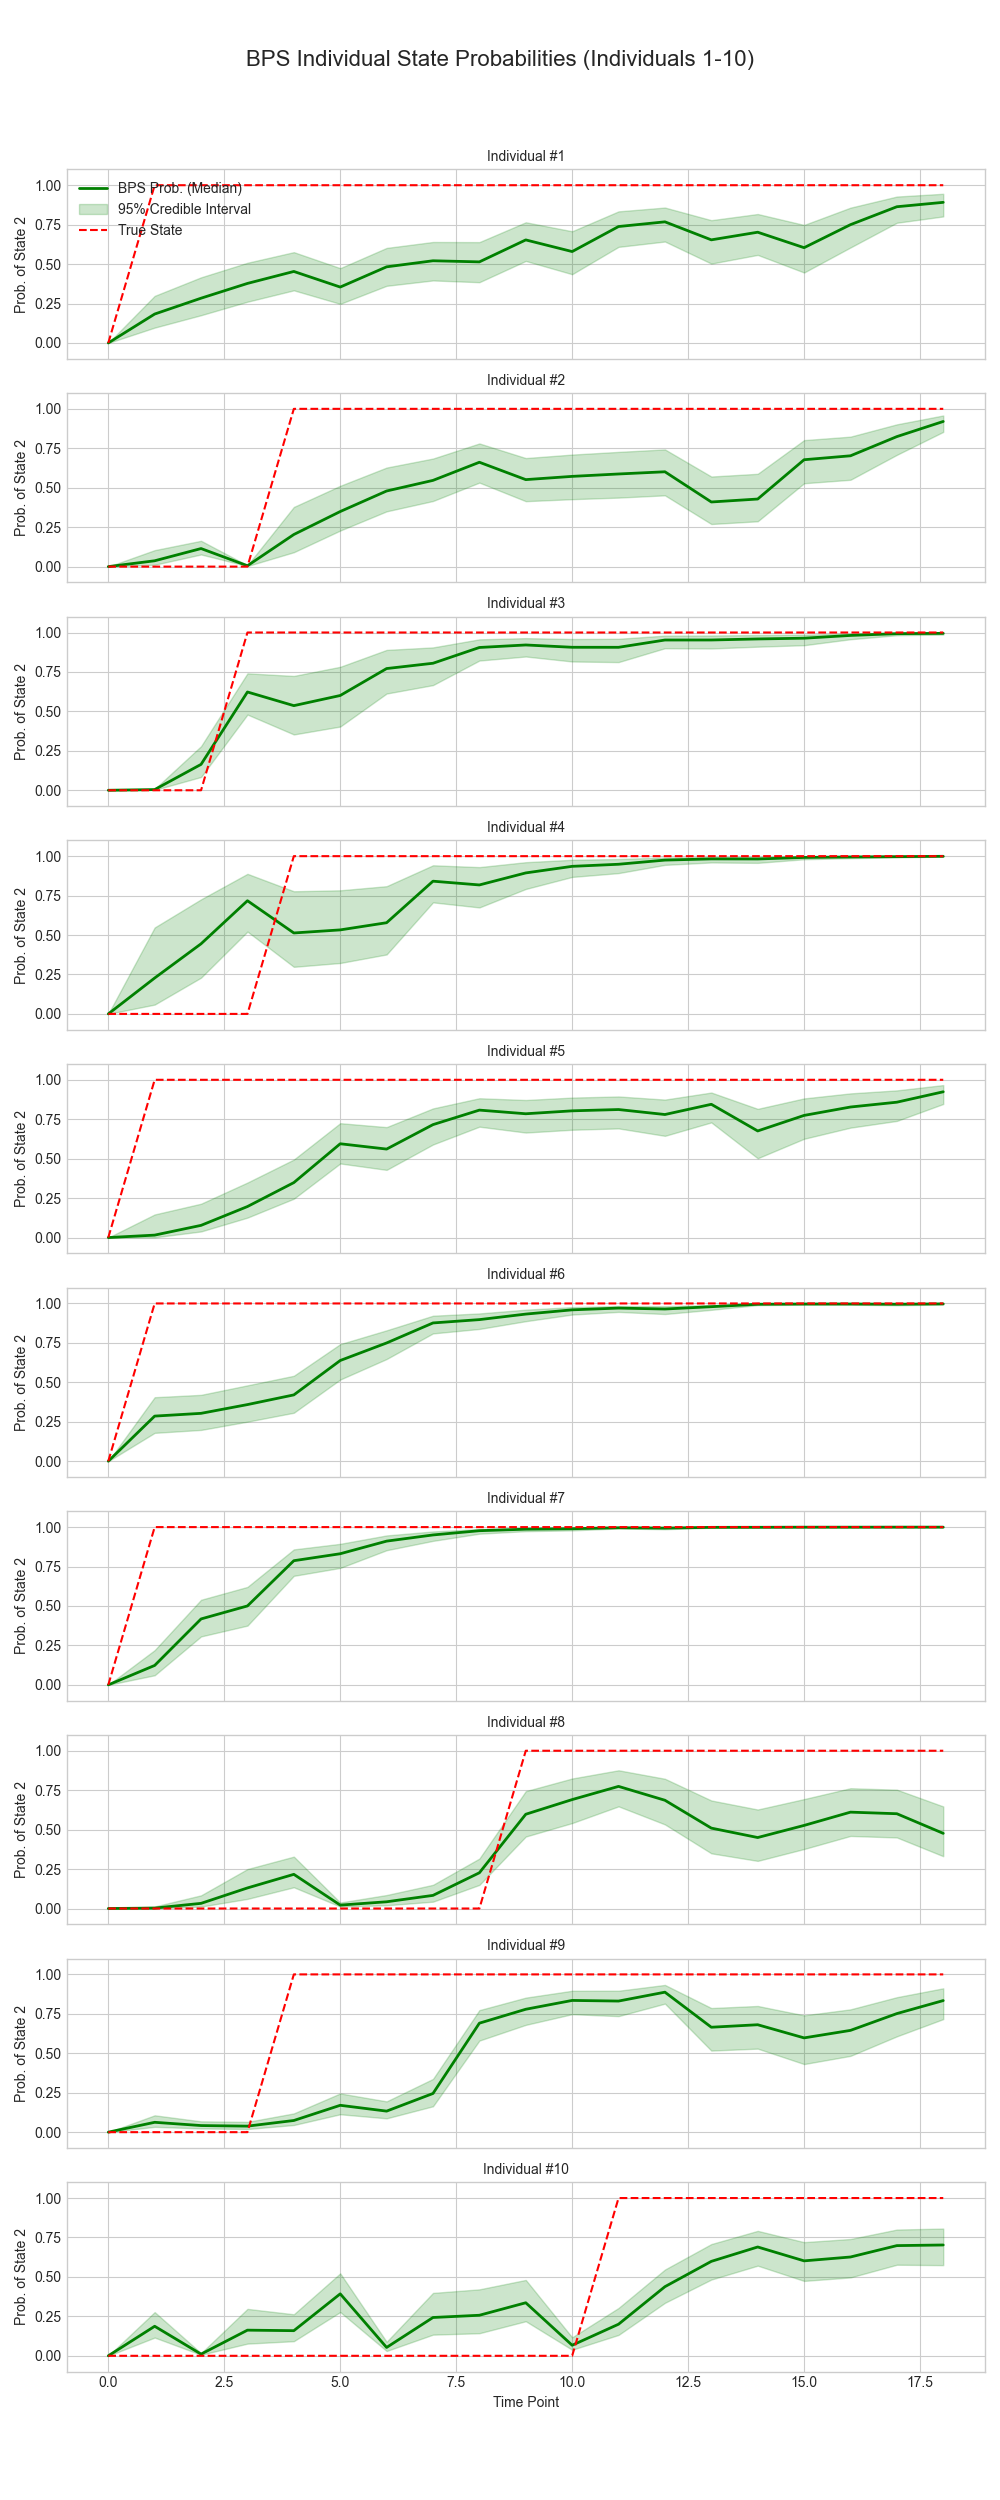 BPS Individual State Probabilities (Individuals 1-10)
Individual #1
BPS Prob. (Median)
95% Credible Interval
True State
Prob. of State 2
1.00
0.75
0.50
0.25
0.00
Individual #2
Prob. of State 2
1.00
0.75
0.50
0.25
0.00
Individual #3
Prob. of State 2
1.00
0.75
0.50
0.25
0.00
Individual #4
Prob. of State 2
1.00
0.75
0.50
0.25
0.00
Individual #5
Prob. of State 2
1.00
0.75
0.50
0.25
0.00
Individual #6
Prob. of State 2
1.00
0.75
0.50
0.25
0.00
Individual #7
Prob. of State 2
1.00
0.75
0.50
0.25
0.00
Individual #8
Prob. of State 2
1.00
0.75
0.50
0.25
0.00
Individual #9
Prob. of State 2
1.00
0.75
0.50
0.25
0.00
Individual #10
Prob. of State 2
1.00
0.75
0.50
0.25
0.00
0.0 2.5 5.0 7.5 10.0 12.5 15.0 17.5
Time Point